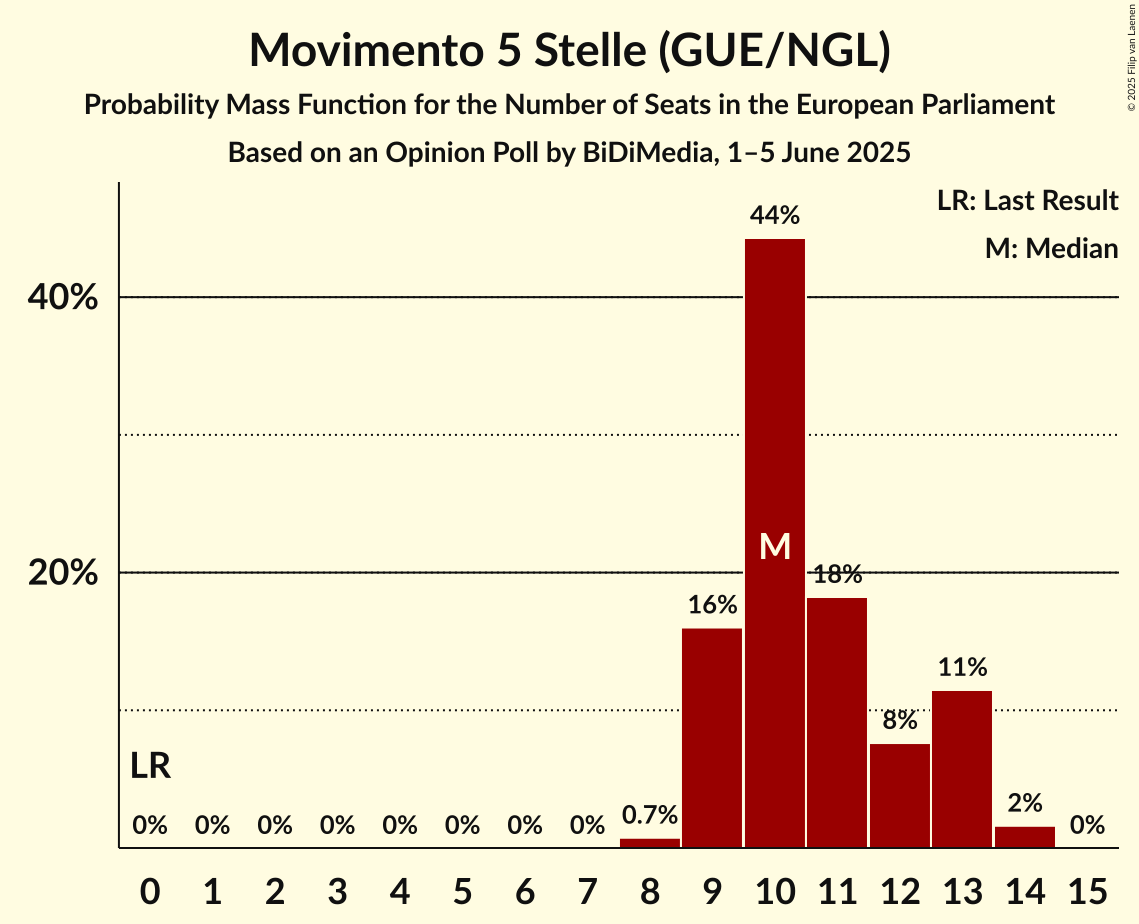 Movimento 5 Stelle (GUE/NGL)
Probability Mass Function for the Number of Seats in the European Parliament
Based on an Opinion Poll by BiDiMedia, 1–5 June 2025
© 2025 Filip van Laenen
LR: Last Result
M: Median
44%
40%
M
20%
18%
16%
11%
8%
LR
0% 0% 0% 0% 0% 0% 0% 0% 0.7% 2% 0%
0 1 2 3 4 5 6 7 8 9 10 11 12 13 14 15